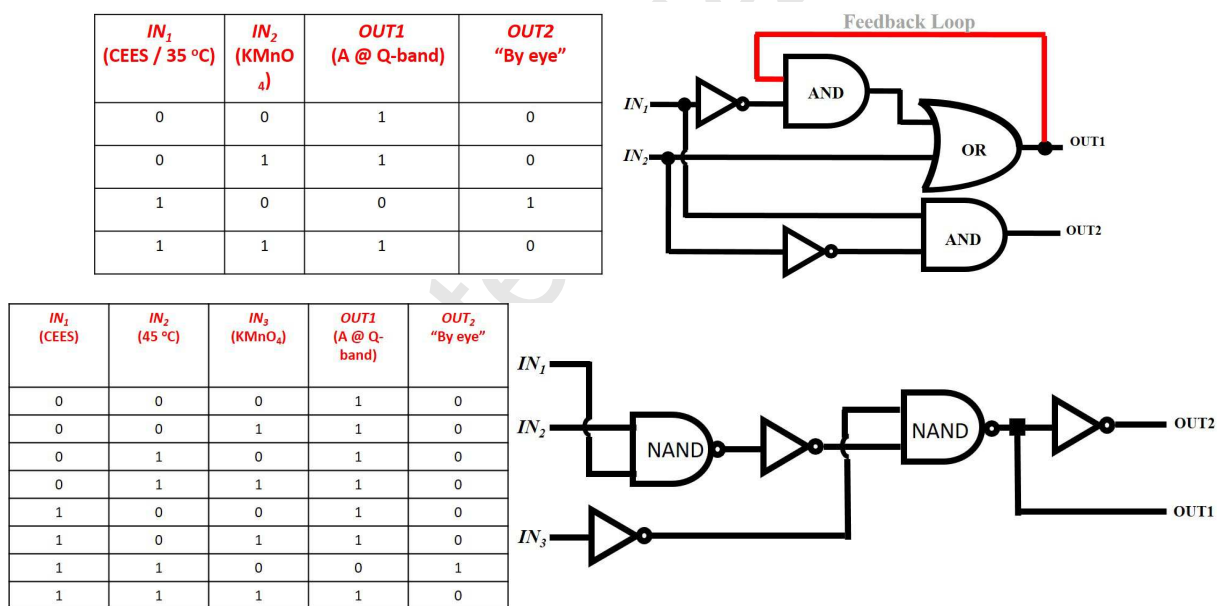 IN₁ IN₂ OUT1 OUT2
(CEES / 35 °C) (KMnO (A @ Q-band) "By eye"
₄)
0 0 1 0
0 1 1 0
1 0 0 1
1 1 1 0
Feedback Loop
AND
IN₁
IN₂
OR
OUT1
AND
OUT2
IN₁ IN₂ IN₃ OUT1 OUT₂
(CEES) (45 °C) (KMnO₄) (A @ Q- "By eye"
band)
0 0 0 1 0
0 0 1 1 0
0 1 0 1 0
0 1 1 1 0
1 0 0 1 0
1 0 1 1 0
1 1 0 0 1
1 1 1 1 0
IN₁
IN₂
NAND
NAND
OUT2
OUT1
IN₃